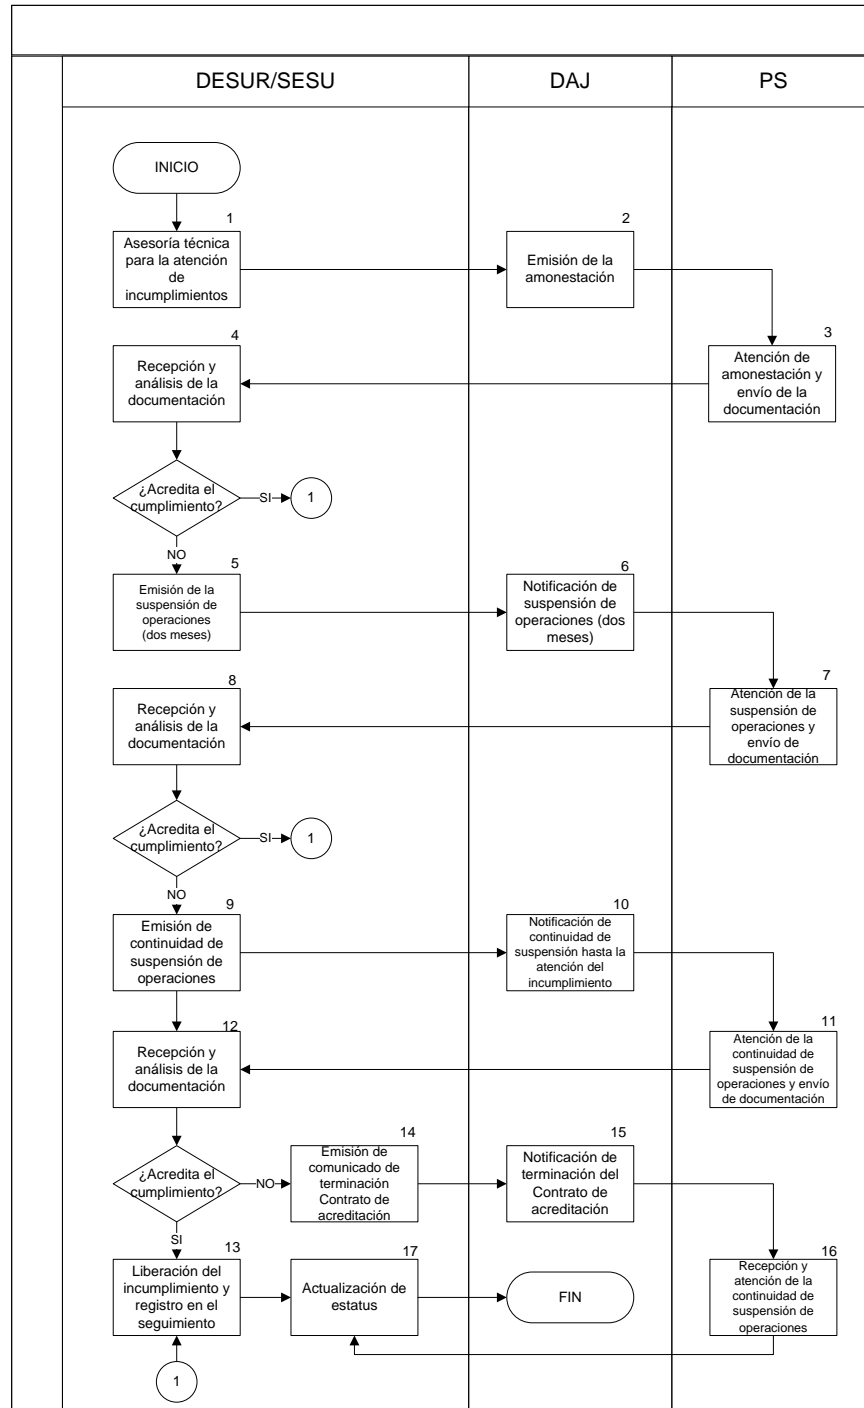 DESUR/SESU
DAJ
PS
INICIO
1
Asesoría técnica
para la atención
de
incumplimientos
2
Emisión de la
amonestación
3
Atención de
amonestación y
envío de la
documentación
4
Recepción y
análisis de la
documentación
¿Acredita el
cumplimiento?
SI
1
NO
5
Emisión de la
suspensión de
operaciones
(dos meses)
6
Notificación de
suspensión de
operaciones (dos
meses)
7
Atención de la
suspensión de
operaciones y
envío de
documentación
8
Recepción y
análisis de la
documentación
¿Acredita el
cumplimiento?
SI
1
NO
9
Emisión de
continuidad de
suspensión de
operaciones
10
Notificación de
continuidad de
suspensión hasta la
atención del
incumplimiento
11
Atención de la
continuidad de
suspensión de
operaciones y envío
de documentación
12
Recepción y
análisis de la
documentación
¿Acredita el
cumplimiento?
NO
14
Emisión de
comunicado de
terminación
Contrato de
acreditación
15
Notificación de
terminación del
Contrato de
acreditación
SI
13
Liberación del
incumplimiento y
registro en el
seguimiento
17
Actualización de
estatus
FIN
16
Recepción y
atención de la
continuidad de
suspensión de
operaciones
1